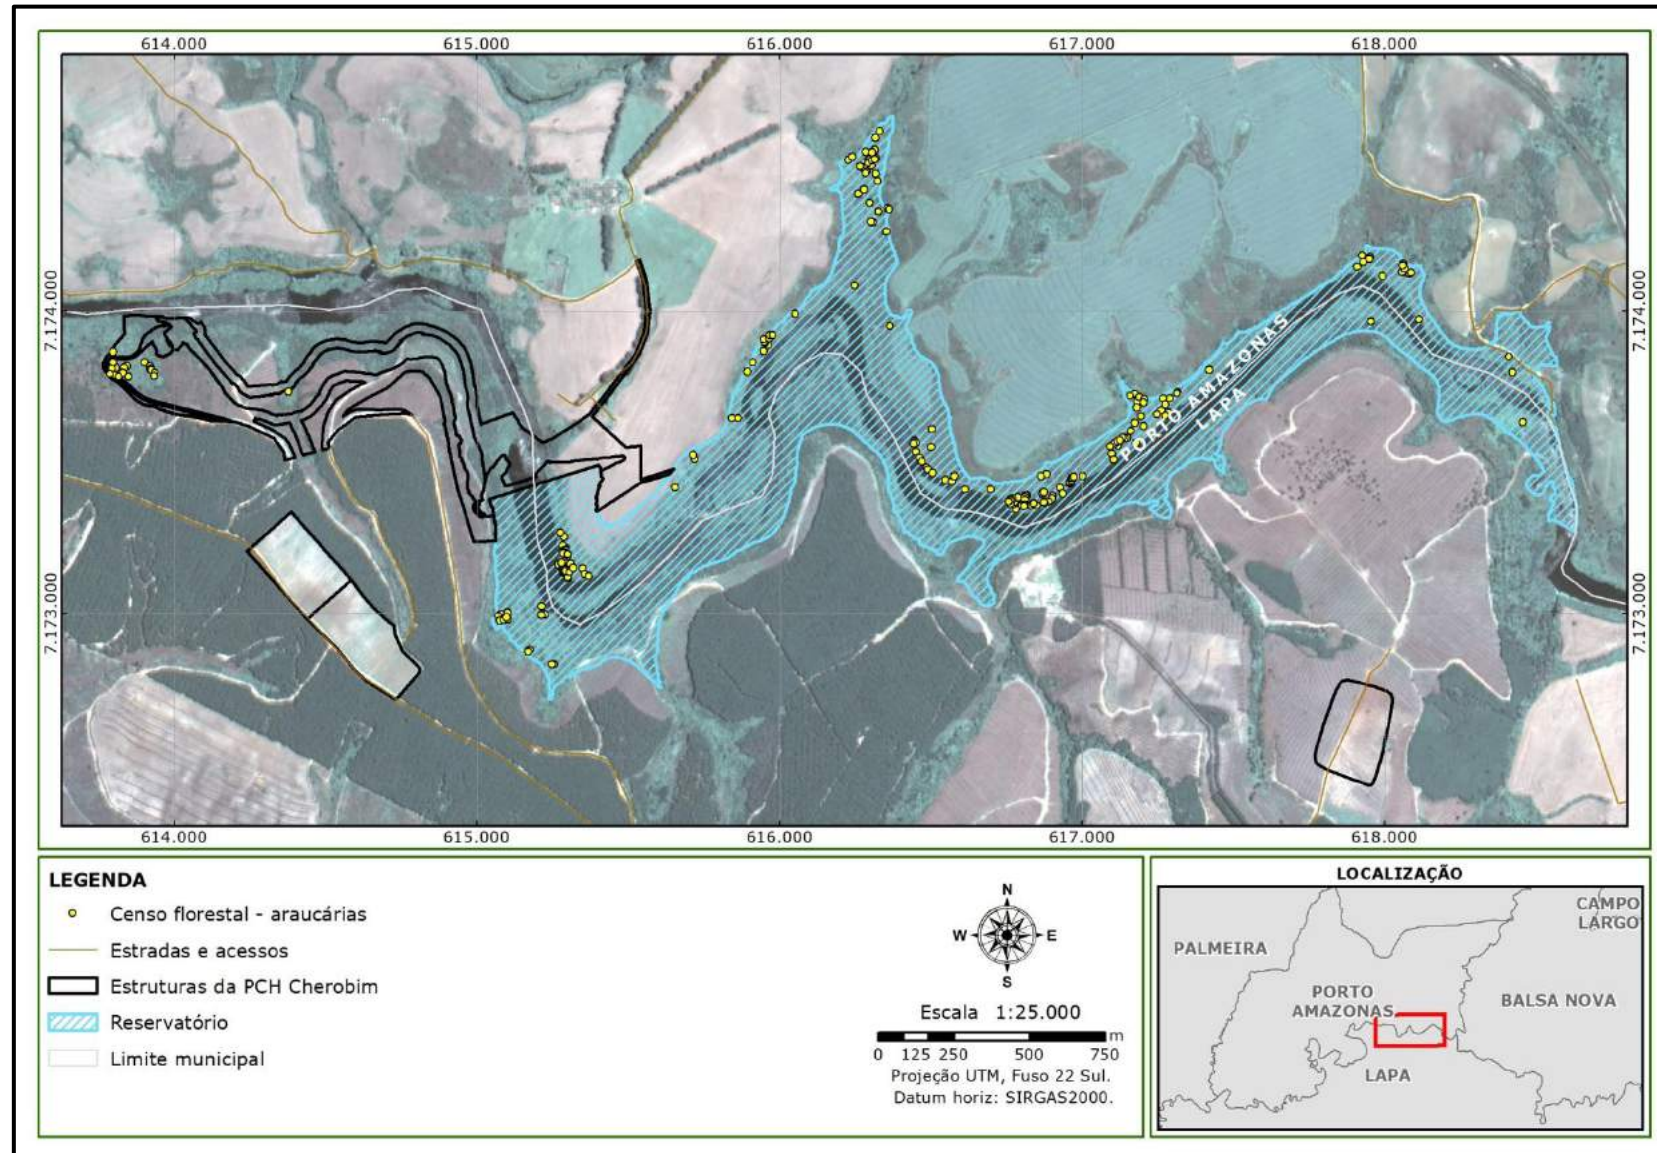 614.000 615.000 616.000 617.000 618.000
7.174.000 7.174.000
PORTO AMAZONAS
LAPA
7.173.000 7.173.000
614.000 615.000 616.000 617.000 618.000
LEGENDA
Censo florestal - araucárias
Estradas e acessos
Estruturas da PCH Cherobim
Reservatório
Limite municipal
N
W E
S
Escala 1:25.000
m
0 125 250 500 750
Projeção UTM, Fuso 22 Sul.
Datum horiz: SIRGAS2000.
LOCALIZAÇÃO
CAMPO
LARGO
PALMEIRA
PORTO
AMAZONAS
BALSA NOVA
LAPA